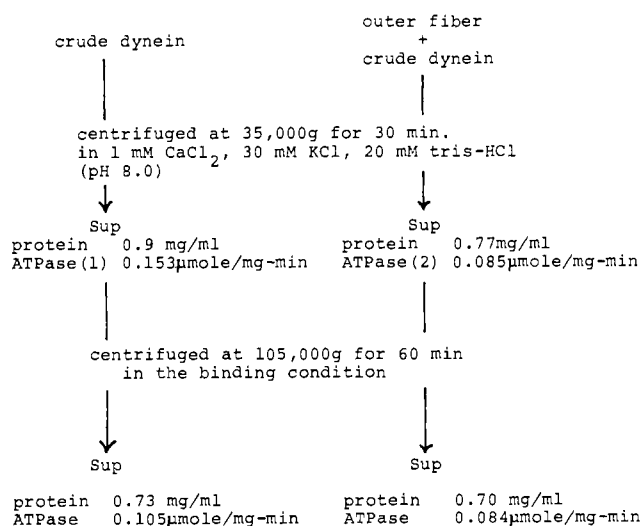 crude dynein
outer fiber
+
crude dynein
centrifuged at 35,000g for 30 min.
in 1 mM CaCl2, 30 mM KCl, 20 mM tris-HCl
(pH 8.0)
Sup
protein 0.9 mg/ml
ATPase(1) 0.153μmole/mg-min
Sup
protein 0.77mg/ml
ATPase(2) 0.085μmole/mg-min
centrifuged at 105,000g for 60 min
in the binding condition
Sup
protein 0.73 mg/ml
ATPase 0.105μmole/mg-min
Sup
protein 0.70 mg/ml
ATPase 0.084μmole/mg-min